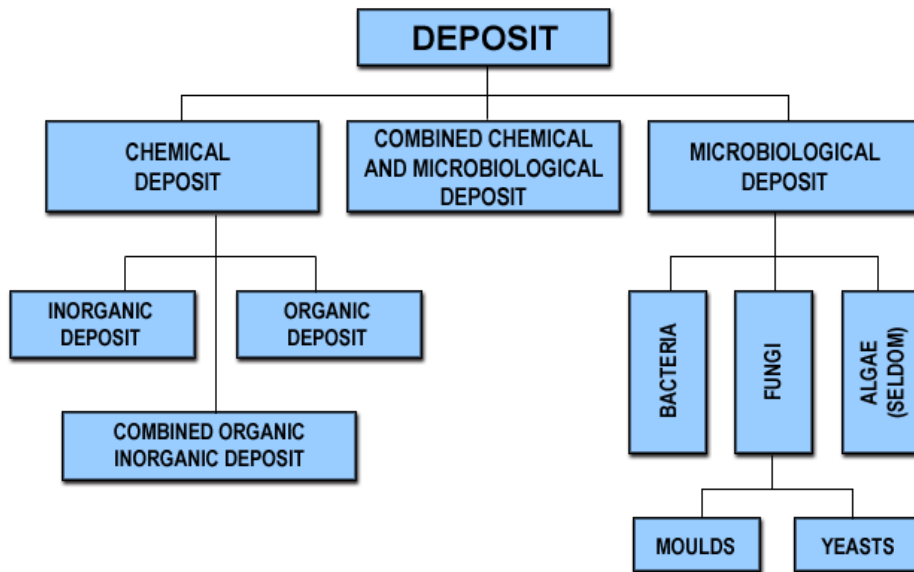 DEPOSIT
CHEMICAL
DEPOSIT
COMBINED CHEMICAL
AND MICROBIOLOGICAL
DEPOSIT
MICROBIOLOGICAL
DEPOSIT
INORGANIC
DEPOSIT
ORGANIC
DEPOSIT
COMBINED ORGANIC
INORGANIC DEPOSIT
BACTERIA
FUNGI
ALGAE
(SELDOM)
MOULDS
YEASTS